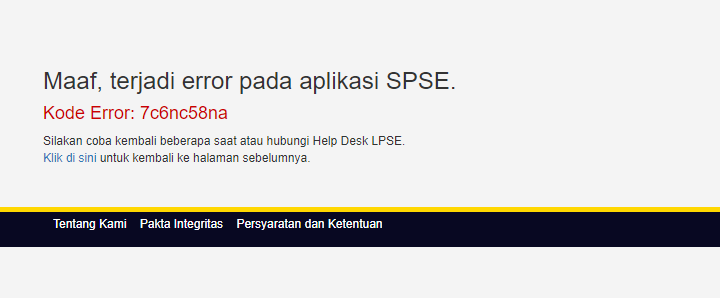 Maaf, terjadi error pada aplikasi SPSE.
Kode Error: 7c6nc58na
Silakan coba kembali beberapa saat atau hubungi Help Desk LPSE.
Klik di sini untuk kembali ke halaman sebelumnya.
Tentang Kami Pakta Integritas Persyaratan dan Ketentuan